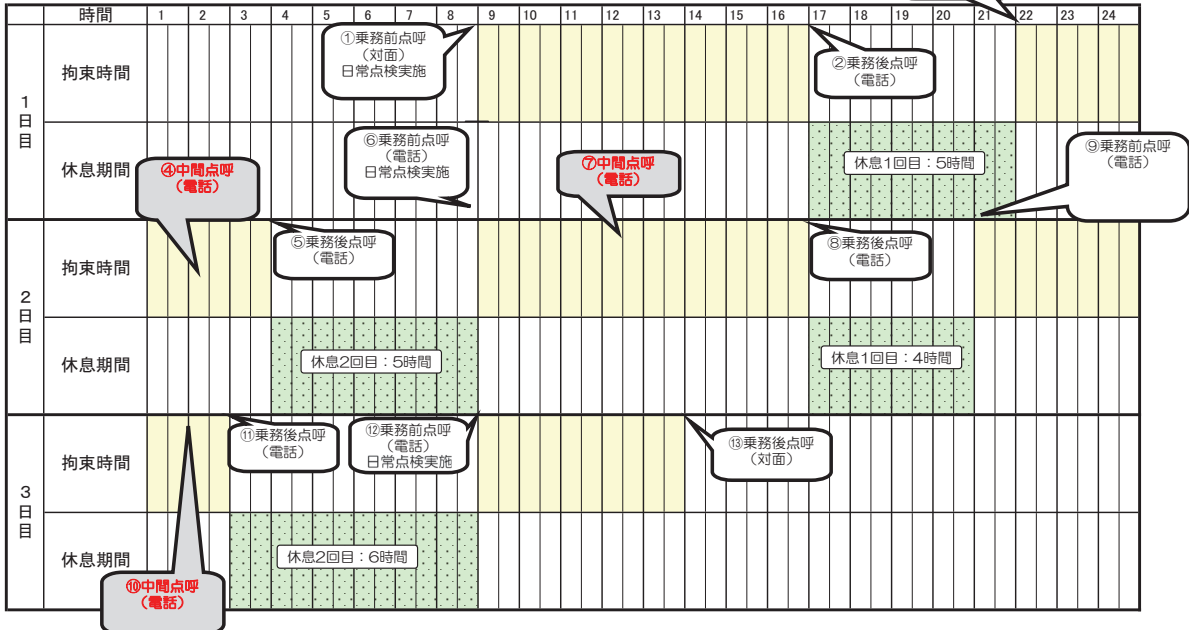 時間 1 2 3 4 5 6 7 8 9 10 11 12 13 14 15 16 17 18 19 20 21 22 23 24
1日目
拘束時間
①乗務前点呼
(対面)
日常点検実施
②乗務後点呼
(電話)
休息期間
④中間点呼
(電話)
⑥乗務前点呼
(電話)
日常点検実施
⑦中間点呼
(電話)
休息1回目:5時間
⑨乗務前点呼
(電話)
2日目
拘束時間
⑤乗務後点呼
(電話)
⑧乗務後点呼
(電話)
休息期間
休息2回目:5時間
休息1回目:4時間
3日目
拘束時間
⑪乗務後点呼
(電話)
⑫乗務前点呼
(電話)
日常点検実施
⑬乗務後点呼
(対面)
休息期間
休息2回目:6時間
⑩中間点呼
(電話)